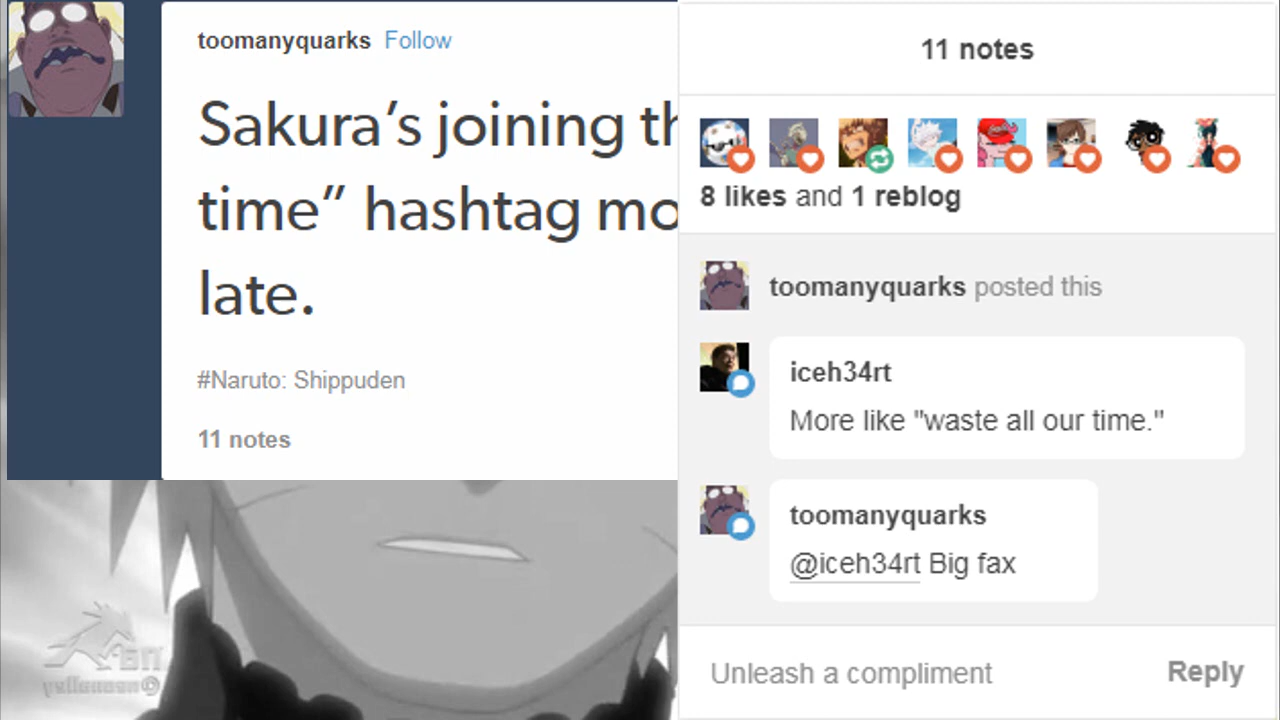 toomanyquarks Follow
Sakura’s joining th
time” hashtag mo
late.
#Naruto: Shippuden
11 notes
11 notes
8 likes and 1 reblog
toomanyquarks posted this
iceh34rt
More like "waste all our time."
toomanyquarks
@iceh34rt Big fax
Unleash a compliment
Reply